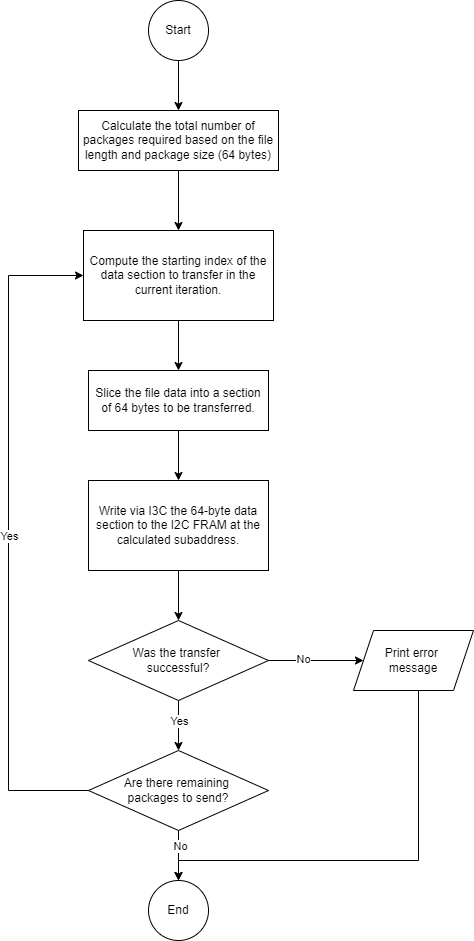 Start
Calculate the total number of
packages required based on the file
length and package size (64 bytes)
Compute the starting index of the
data section to transfer in the
current iteration.
Slice the file data into a section
of 64 bytes to be transferred.
Write via I3C the 64-byte data
section to the I2C FRAM at the
calculated subaddress.
Yes
Was the transfer
successful?
No
Print error
message
Yes
Are there remaining
packages to send?
No
End